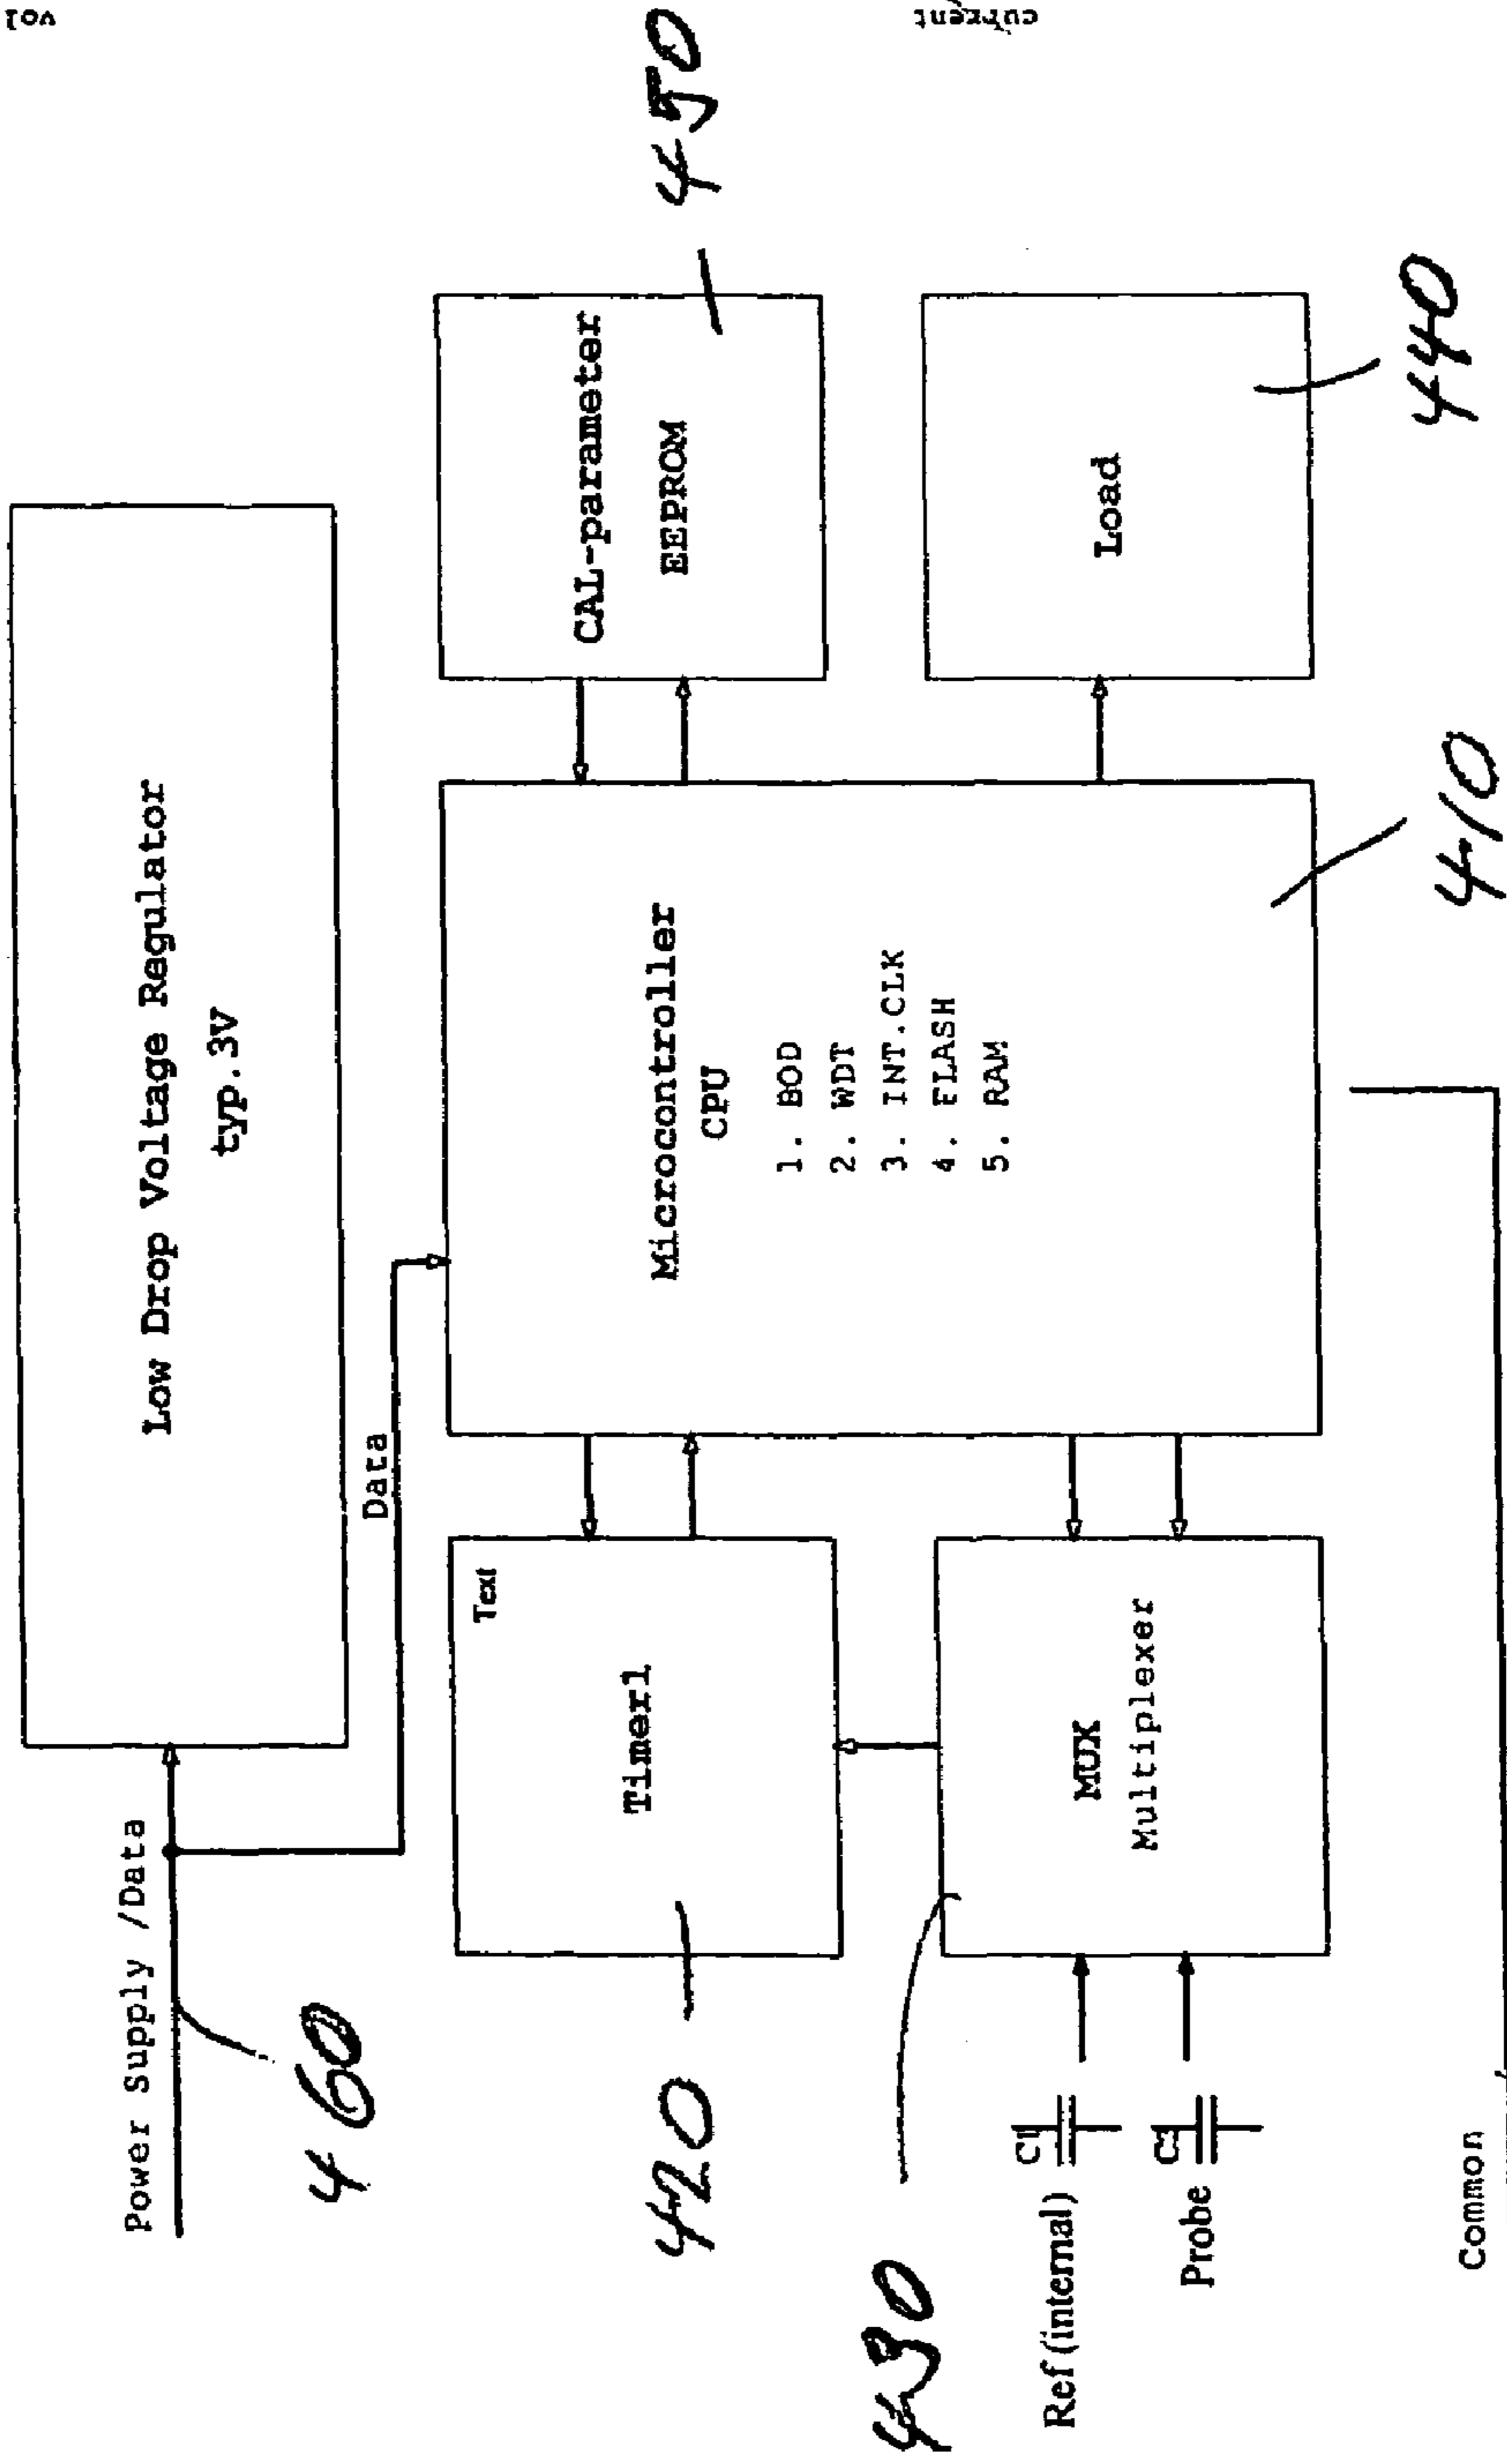 Power Supply /Data
460
Low Drop Voltage Regulator
typ.3V
Data
420
Text
Timer1
Microcontroller
CPU
1. BOD
2. WDT
3. INT.CLK
4. FLASH
5. RAM
CAL-parameter
EEPROM
450
430
MUX
Multiplexer
Ref (internal)
C1
Probe
Load
440
410
Common
vol
current